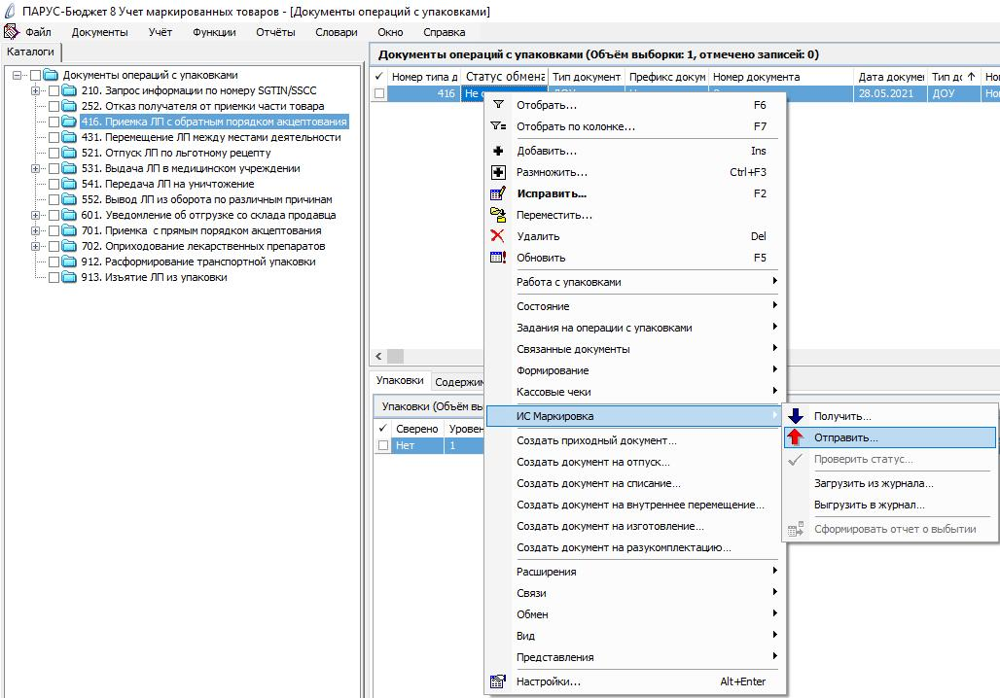 ПАРУС-Бюджет 8 Учет маркированных товаров - [Документы операций с упаковками]
Файл Документы Учёт Функции Отчёты Словари Окно Справка
Каталоги
Документы операций с упаковками
210. Запрос информации по номеру SGTIN/SSCC
252. Отказ получателя от приемки части товара
416. Приемка ЛП с обратным порядком акцептования
431. Перемещение ЛП между местами деятельности
521. Отпуск ЛП по льготному рецепту
531. Выдача ЛП в медицинском учреждении
541. Передача ЛП на уничтожение
552. Вывод ЛП из оборота по различным причинам
601. Уведомление об отгрузке со склада продавца
701. Приемка с прямым порядком акцептования
702. Оприходование лекарственных препаратов
912. Расформирование транспортной упаковки
913. Изъятие ЛП из упаковки
Документы операций с упаковками (Объём выборки: 1, отмечено записей: 0)
Номер типа д Статус обмена Тип документ Префикс докум Номер документа Дата докумен Тип до Ном
416 Не о 28.05.2021 ДОУ Но
Отобрать... F6
Отобрать по колонке... F7
Добавить... Ins
Размножить... Ctrl+F3
Исправить... F2
Переместить...
Удалить Del
Обновить F5
Работа с упаковками
Состояние
Задания на операции с упаковками
Связанные документы
Формирование
Кассовые чеки
ИС Маркировка
Создать приходный документ...
Создать документ на отпуск...
Создать документ на списание...
Создать документ на внутреннее перемещение...
Создать документ на изготовление...
Создать документ на разукомплектацию...
Расширения
Связи
Обмен
Вид
Представления
Настройки... Alt+Enter
Получить...
Отправить...
Проверить статус...
Загрузить из журнала...
Выгрузить в журнал...
Сформировать отчет о выбытии
Упаковки Содержим
Упаковки (Объём вы
Сверено Уровен
Нет 1